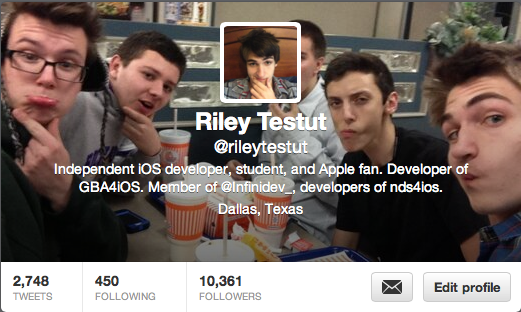 Riley Testut
@rileytestut
Independent iOS developer, student, and Apple fan. Developer of
GBA4iOS. Member of @Infinidev_, developers of nds4ios.
Dallas, Texas
2,748
TWEETS
450
FOLLOWING
10,361
FOLLOWERS
Edit profile